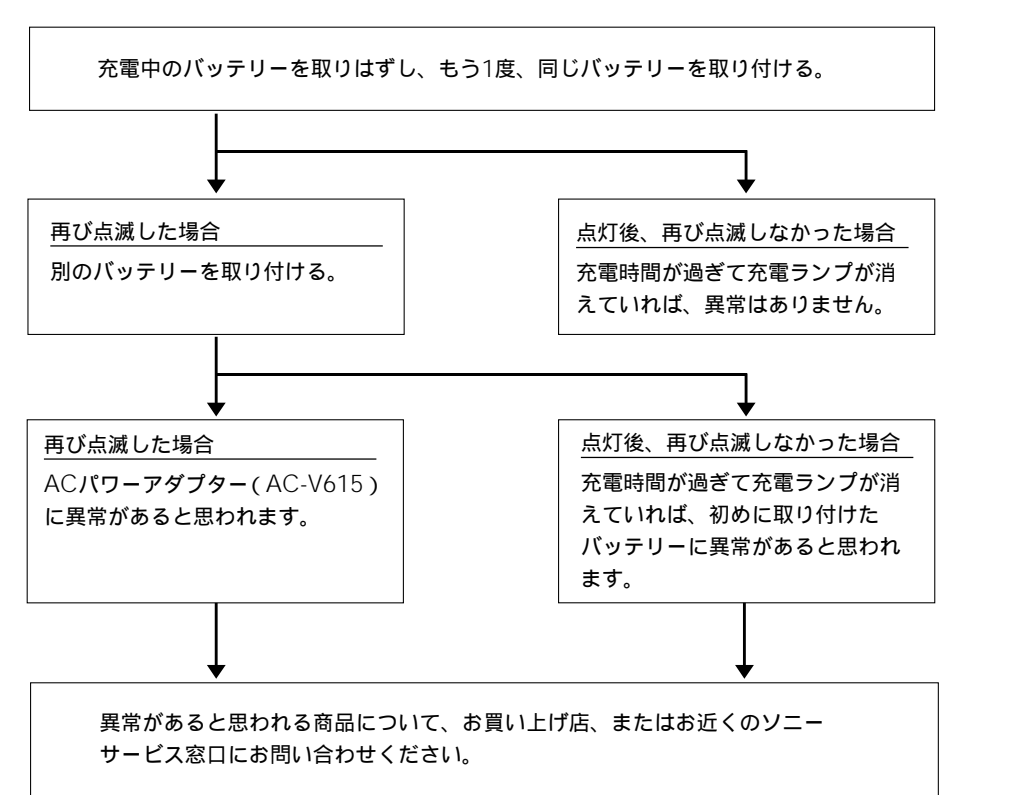 充電中のバッテリーを取りはずし、もう1度、同じバッテリーを取り付ける。
再び点滅した場合
別のバッテリーを取り付ける。
点灯後、再び点滅しなかった場合
充電時間が過ぎて充電ランプが消
えていれば、異常はありません。
再び点滅した場合
ACパワーアダプター(AC-V615)
に異常があると思われます。
点灯後、再び点滅しなかった場合
充電時間が過ぎて充電ランプが消
えていれば、初めに取り付けた
バッテリーに異常があると思われ
ます。
異常があると思われる商品について、お買い上げ店、またはお近くのソニー
サービス窓口にお問い合わせください。